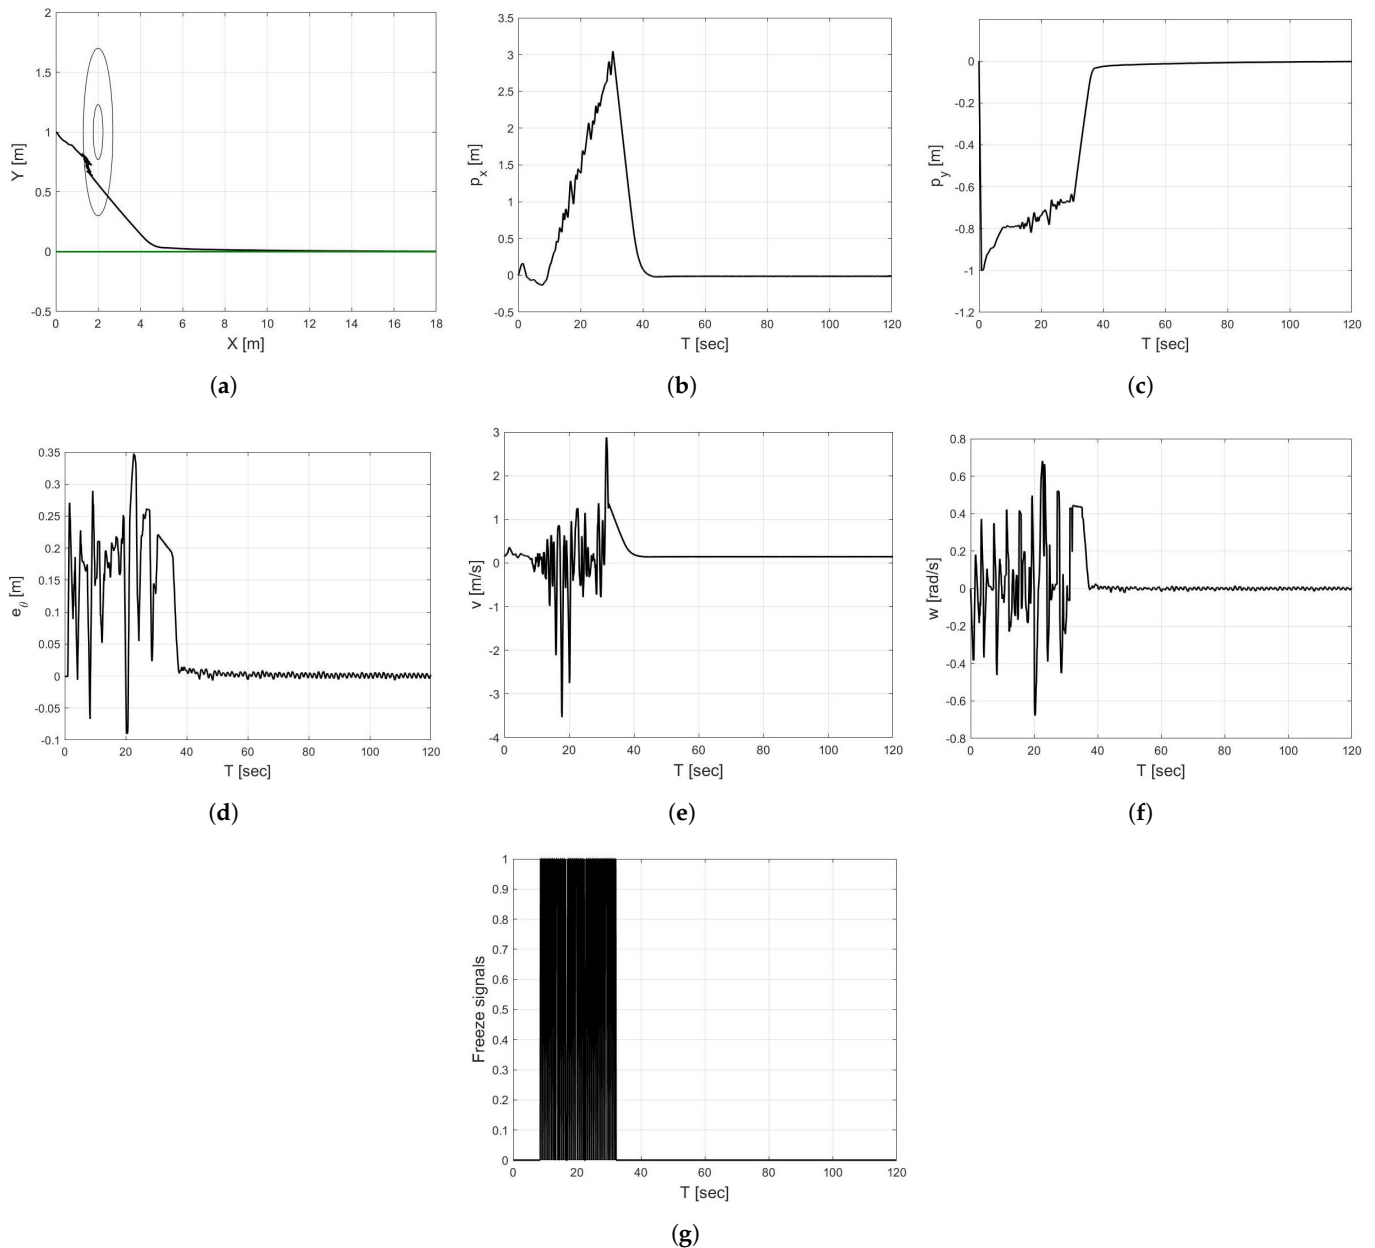 2
1.5
1
0.5
0
-0.5
Y [m]
0 2 4 6 8 10 12 14 16 18
X [m]
(a)
3.5
3
2.5
2
1.5
1
0.5
0
-0.5
p_x [m]
0 20 40 60 80 100 120
T [sec]
(b)
0
-0.2
-0.4
-0.6
-0.8
-1
-1.2
p_y [m]
0 20 40 60 80 100 120
T [sec]
(c)
0.35
0.3
0.25
0.2
0.15
0.1
0.05
0
-0.05
-0.1
e_θ [m]
0 20 40 60 80 100 120
T [sec]
(d)
3
2
1
0
-1
-2
-3
-4
v [m/s]
0 20 40 60 80 100 120
T [sec]
(e)
0.8
0.6
0.4
0.2
0
-0.2
-0.4
-0.6
-0.8
w [rad/s]
0 20 40 60 80 100 120
T [sec]
(f)
1
0.9
0.8
0.7
0.6
0.5
0.4
0.3
0.2
0.1
0
Freeze signals
0 20 40 60 80 100 120
T [sec]
(g)